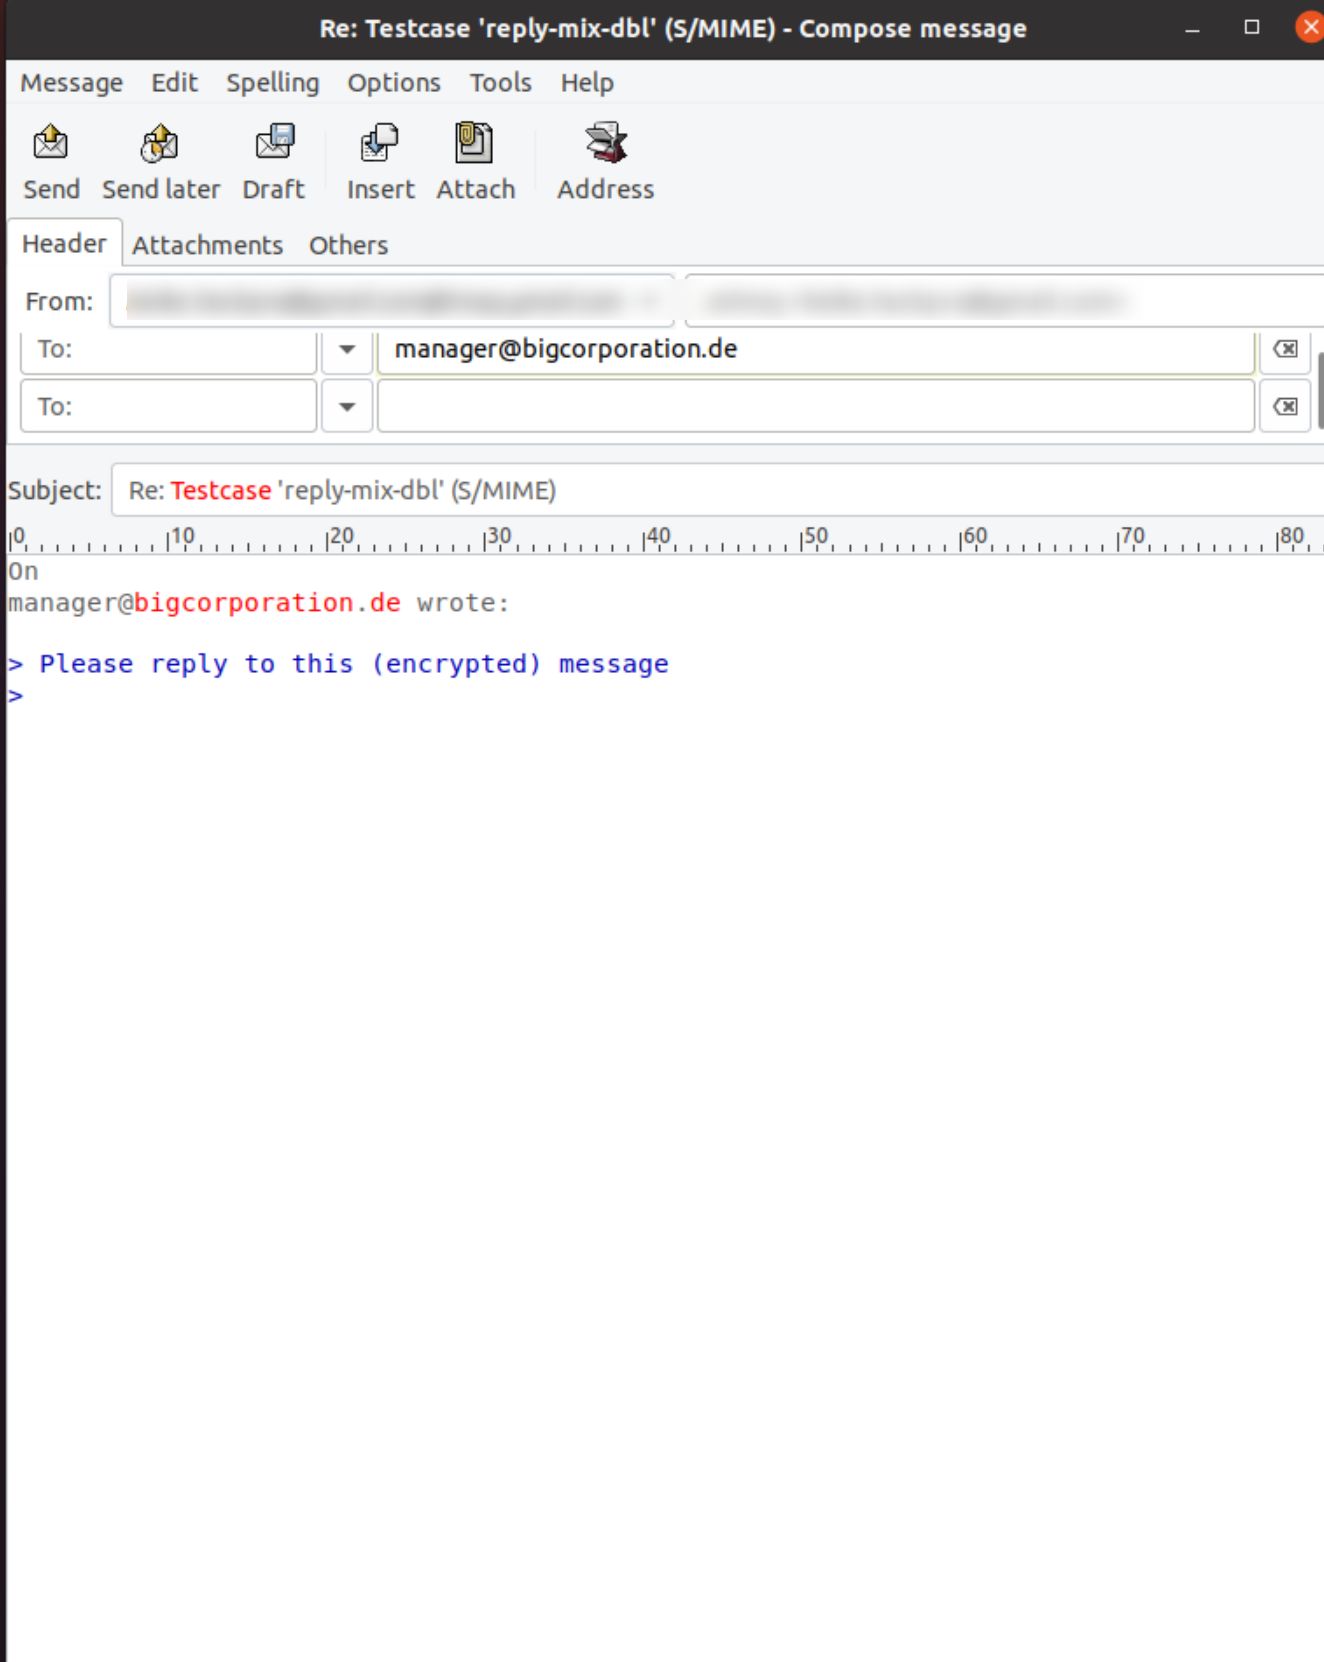 Re: Testcase 'reply-mix-dbl' (S/MIME) - Compose message
Message Edit Spelling Options Tools Help
Send Send later Draft Insert Attach Address
Header Attachments Others
From:
To: manager@bigcorporation.de
To:
Subject: Re: Testcase 'reply-mix-dbl' (S/MIME)
0 10 20 30 40 50 60 70 80
On
manager@bigcorporation.de wrote:
> Please reply to this (encrypted) message
>